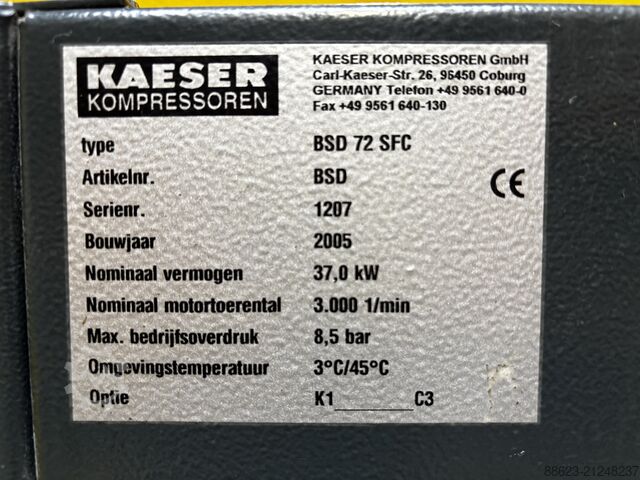 KAESER
KOMPRESSOREN
KAESER KOMPRESSOREN GmbH
Carl-Kaeser-Str. 26, 96450 Coburg
GERMANY Telefon +49 9561 640-0
Fax +49 9561 640-130
type BSD 72 SFC
Artikelnr. BSD
CE
Serienr. 1207
Bouwjaar 2005
Nominaal vermogen 37,0 kW
Nominaal motortoerental 3.000 1/min
Max. bedrijfsoverdruk 8,5 bar
Omgevingstemperatuur 3°C/45°C
Optie K1________C3
88623-21248237